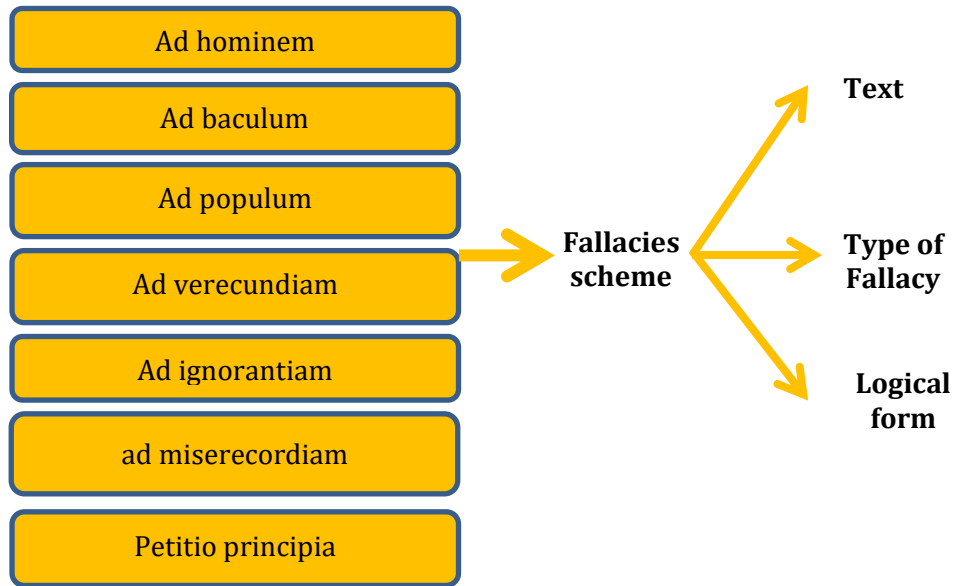 Ad hominem
Ad baculum
Ad populum
Ad verecundiam
Ad ignorantiam
ad miserecordiam
Petitio principia
Fallacies
scheme
Text
Type of
Fallacy
Logical
form